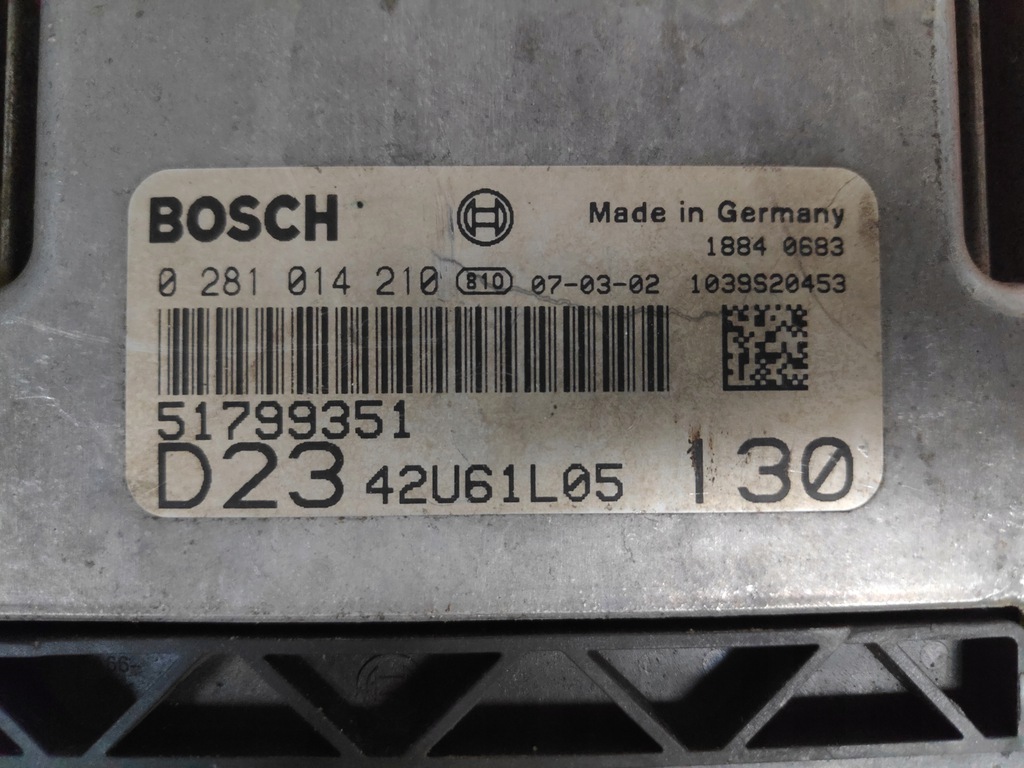 BOSCH Made in Germany
1884 0683
0 281 014 210 810 07-03-02 1039S20453
51799351
D23 42U61L05 130